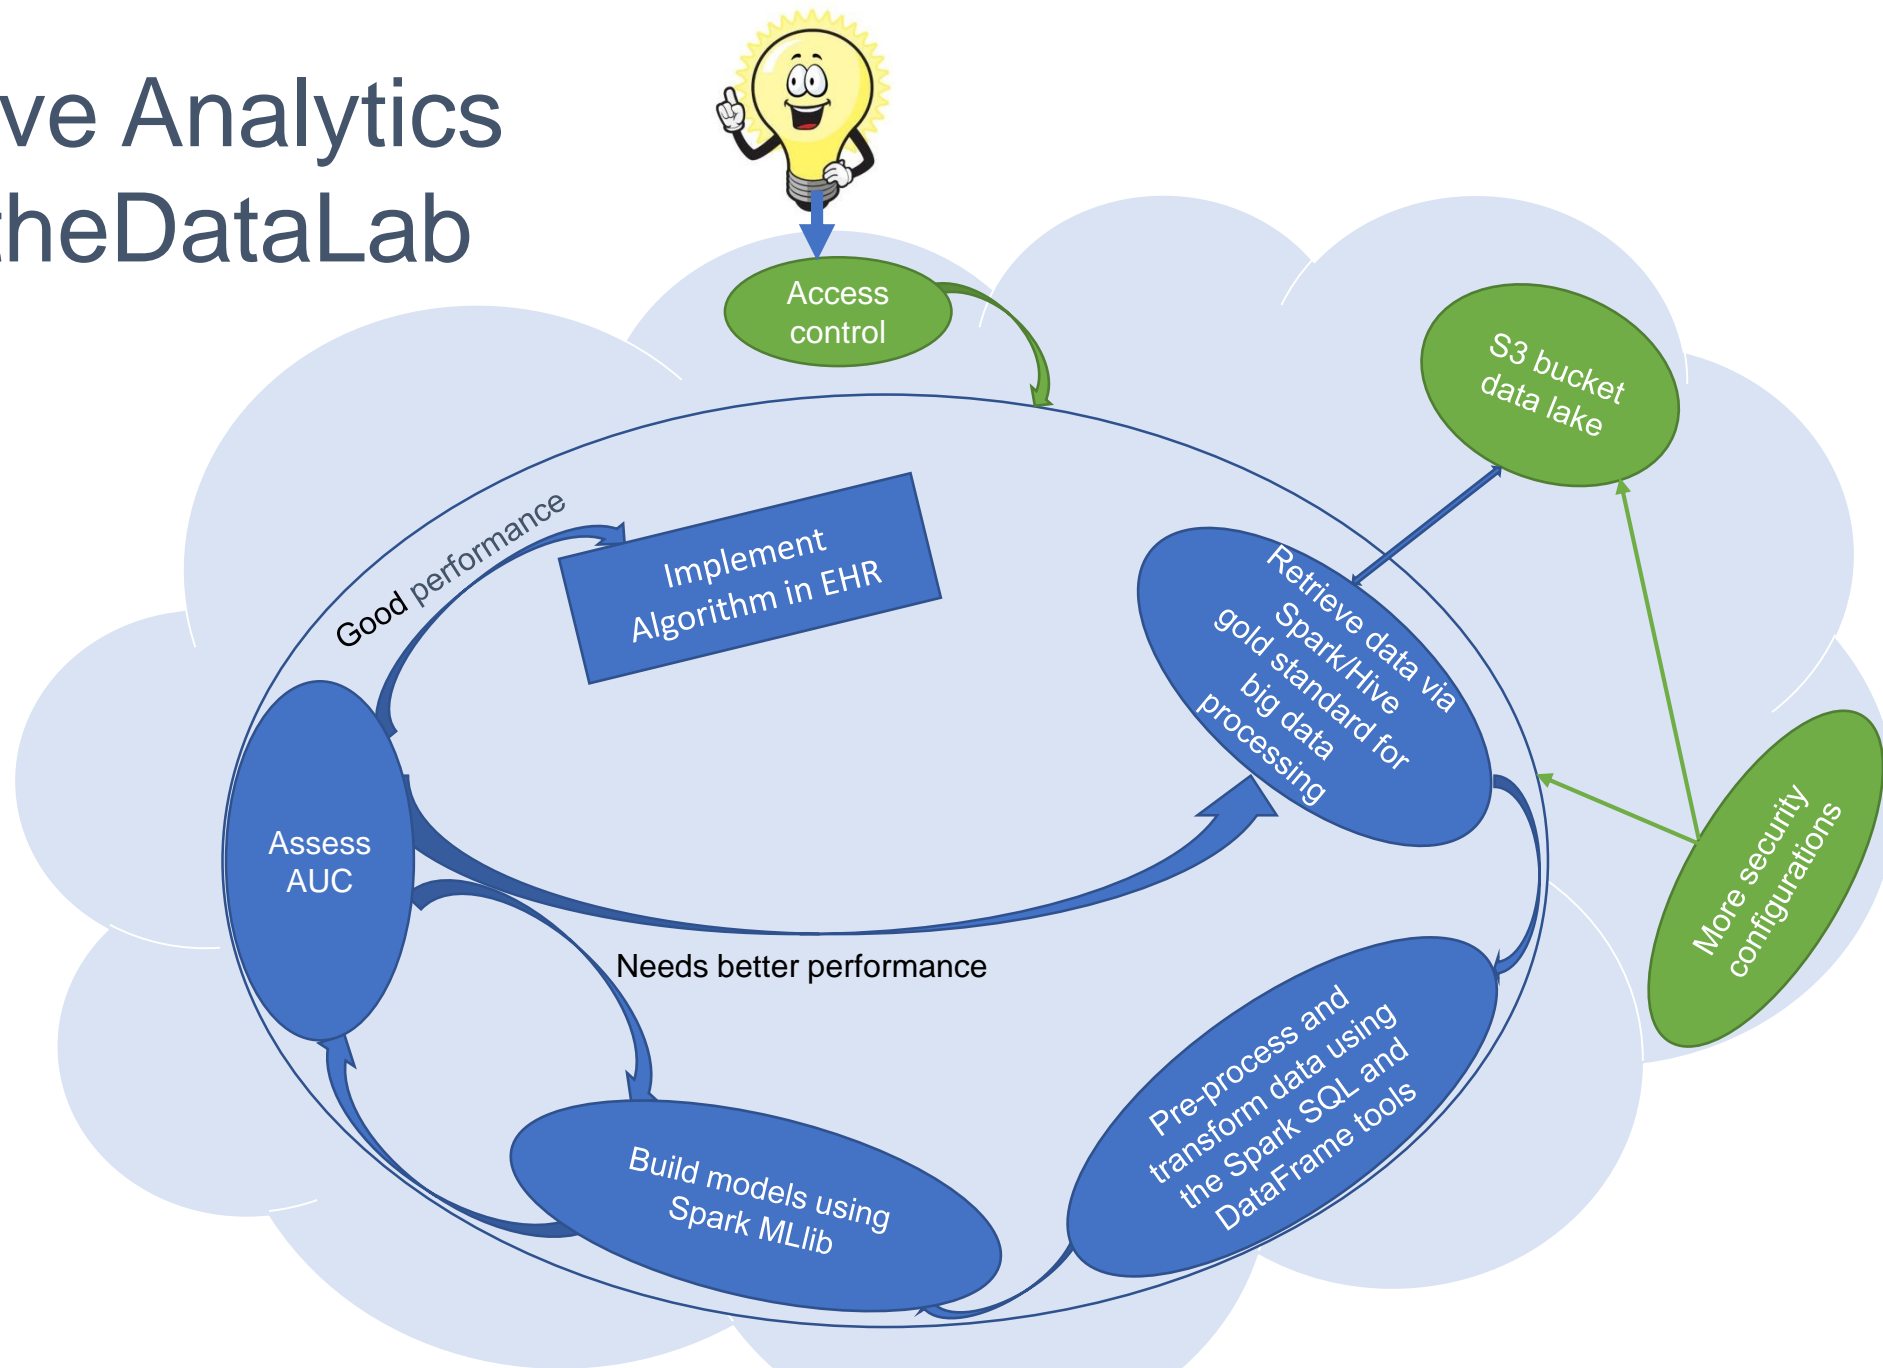 ve Analytics
theDataLab
Access
control
S3 bucket
data lake
Good performance
Implement
Algorithm in EHR
Retrieve data via
Spark/Hive
gold standard for
big data
processing
More security
configurations
Assess
AUC
Needs better performance
Pre-process and
transform data using
the Spark SQL and
DataFrame tools
Build models using
Spark MLlib